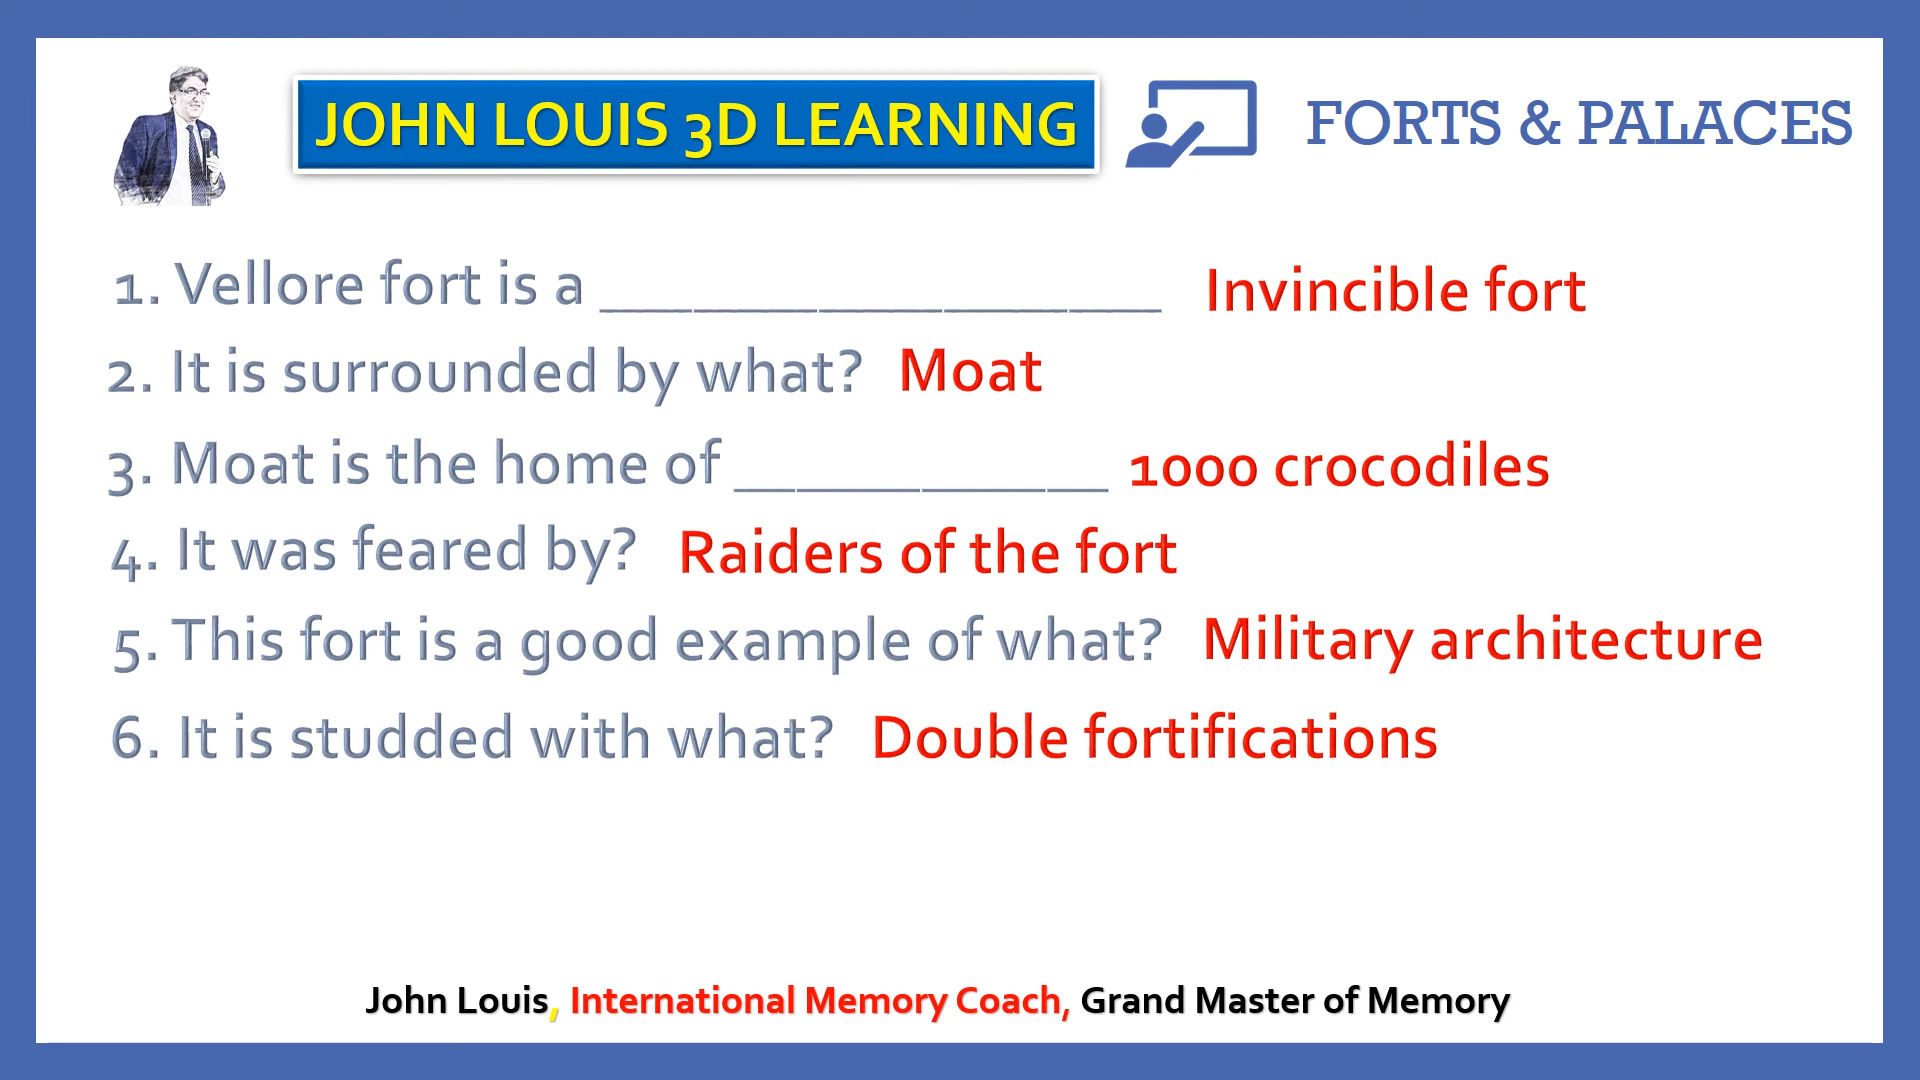 JOHN LOUIS 3D LEARNING
FORTS & PALACES
1. Vellore fort is a __________________ Invincible fort
2. It is surrounded by what? Moat
3. Moat is the home of ____________ 1000 crocodiles
4. It was feared by? Raiders of the fort
5. This fort is a good example of what? Military architecture
6. It is studded with what? Double fortifications
John Louis, International Memory Coach, Grand Master of Memory